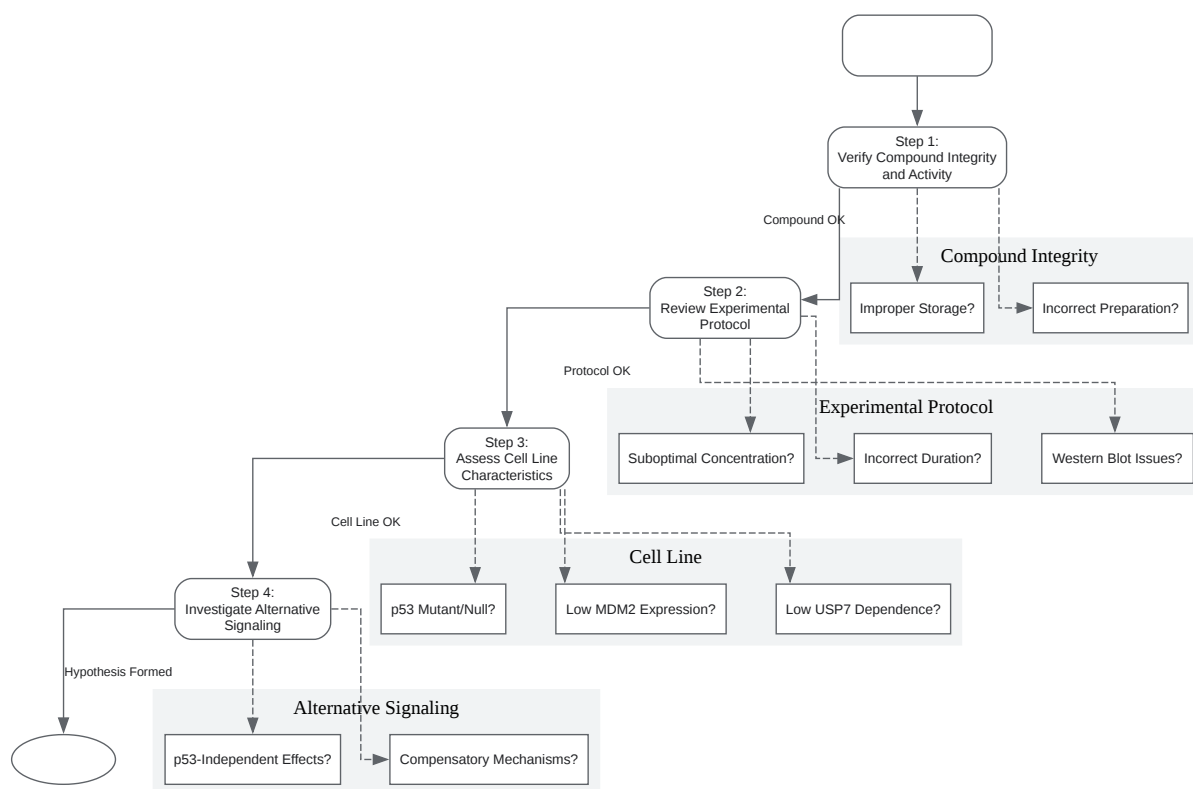 Step 1:
Verify Compound Integrity
and Activity
Compound OK
Compound Integrity
Step 2:
Review Experimental
Protocol
Improper Storage?
Incorrect Preparation?
Protocol OK
Experimental Protocol
Step 3:
Assess Cell Line
Characteristics
Suboptimal Concentration?
Incorrect Duration?
Western Blot Issues?
Cell Line OK
Cell Line
Step 4:
Investigate Alternative
Signaling
p53 Mutant/Null?
Low MDM2 Expression?
Low USP7 Dependence?
Hypothesis Formed
Alternative Signaling
p53-Independent Effects?
Compensatory Mechanisms?